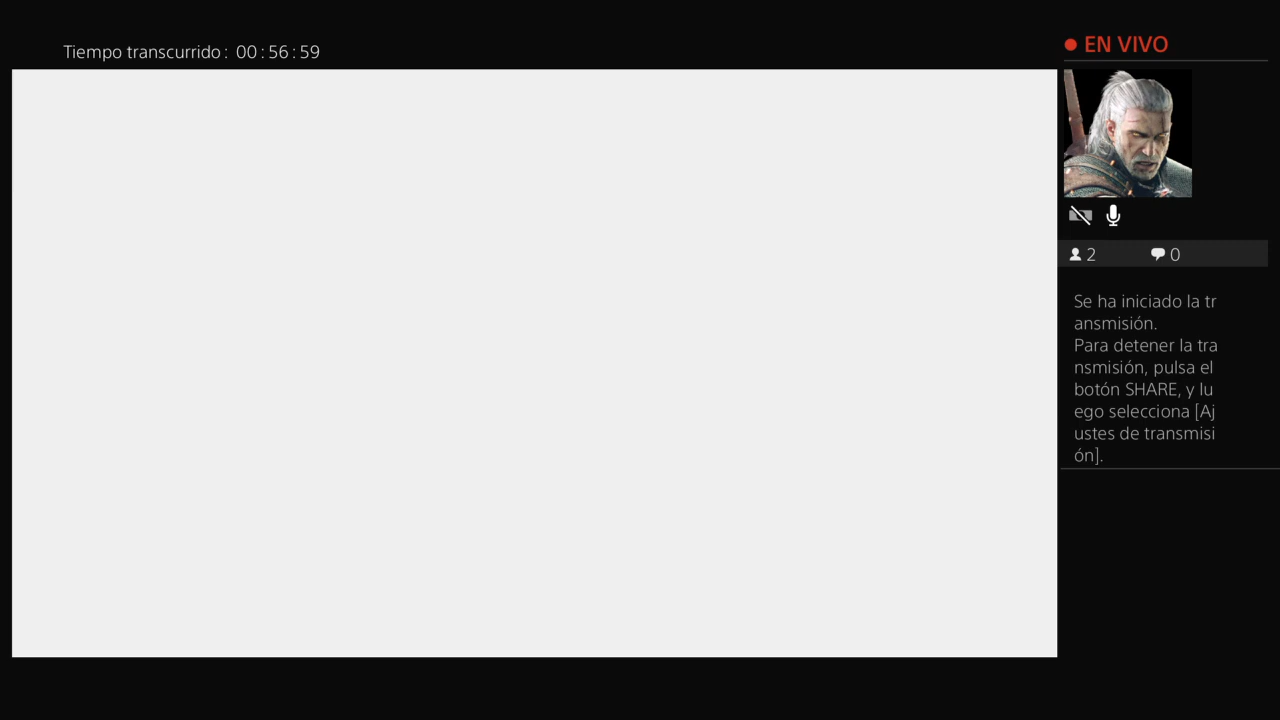 Tiempo transcurrido : 00 : 56 : 59
EN VIVO
2
0
Se ha iniciado la tr
ansmisión.
Para detener la tra
nsmisión, pulsa el
botón SHARE, y lu
ego selecciona [Aj
ustes de transmisi
ón].